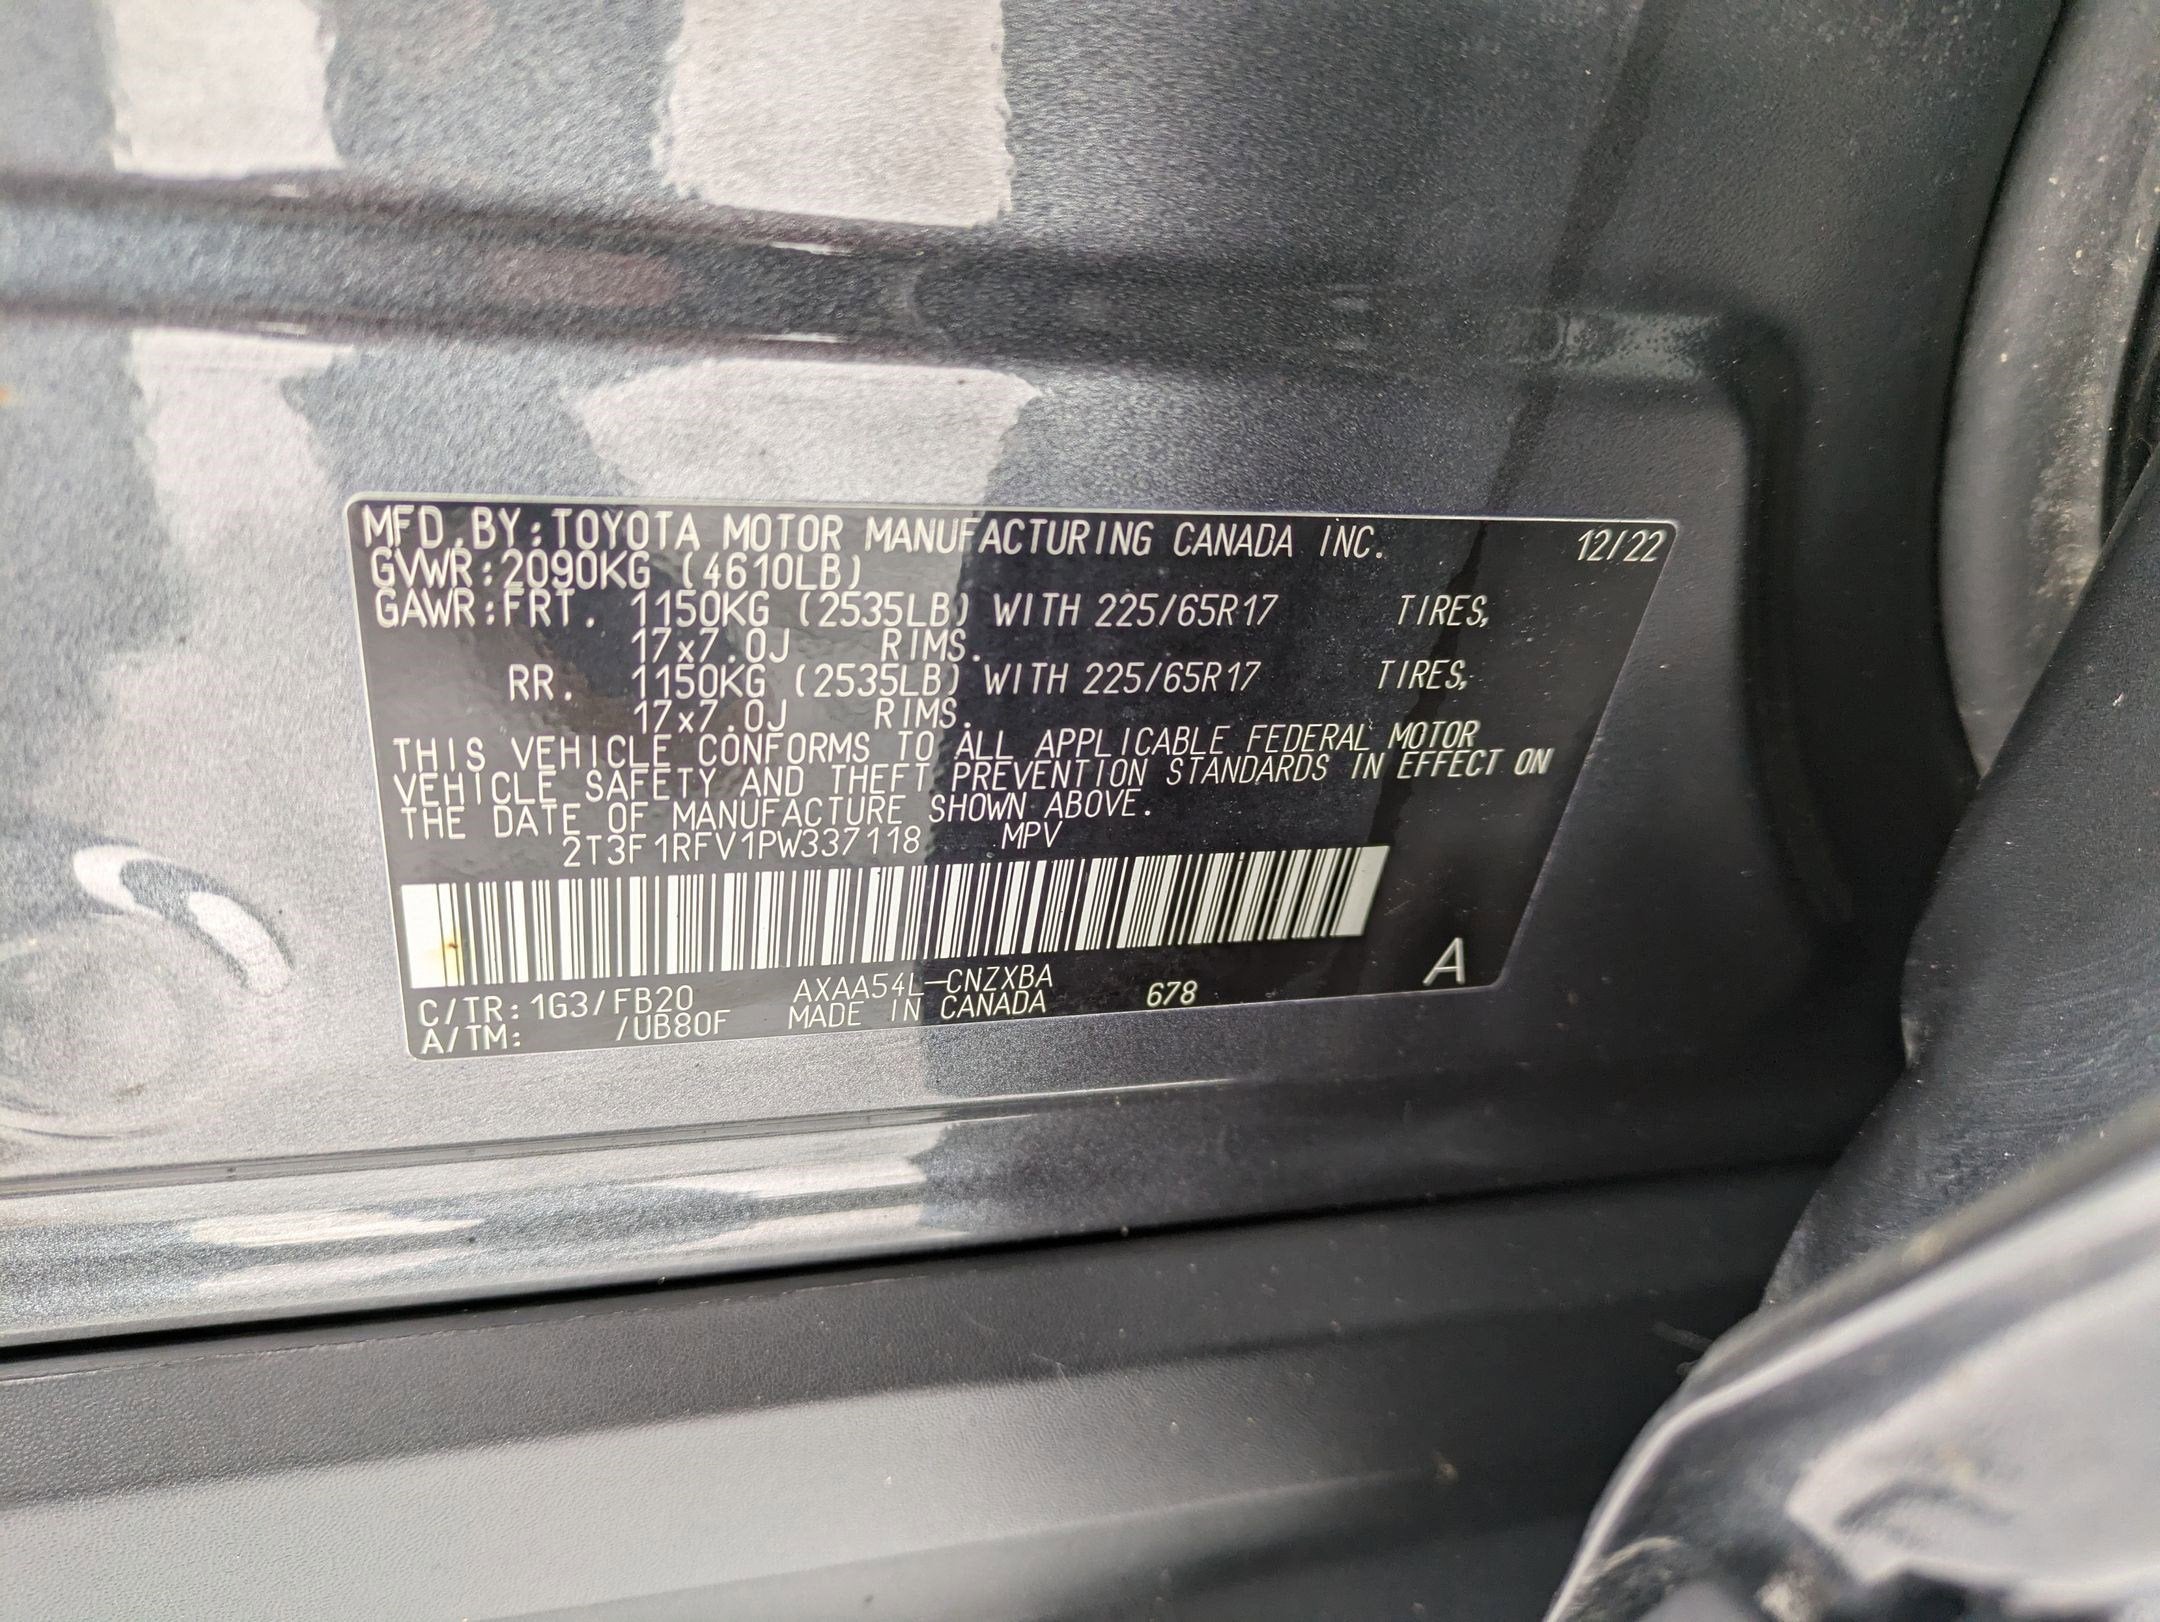 MFD.BY:TOYOTA MOTOR MANUFACTURING CANADA INC. 12/22
GVWR:2090KG (4610LB)
GAWR:FRT. 1150KG (2535LB) WITH 225/65R17 TIRES,
17x7.0J RIMS.
RR. 1150KG (2535LB) WITH 225/65R17 TIRES,
17x7.0J RIMS.
THIS VEHICLE CONFORMS TO ALL APPLICABLE FEDERAL MOTOR
VEHICLE SAFETY AND THEFT PREVENTION STANDARDS IN EFFECT ON
THE DATE OF MANUFACTURE SHOWN ABOVE.
2T3F1RFV1PW337118 MPV
A
C/TR:1G3/FB20 AXAA54L-CNZXBA 678
A/TM: /UB80F MADE IN CANADA